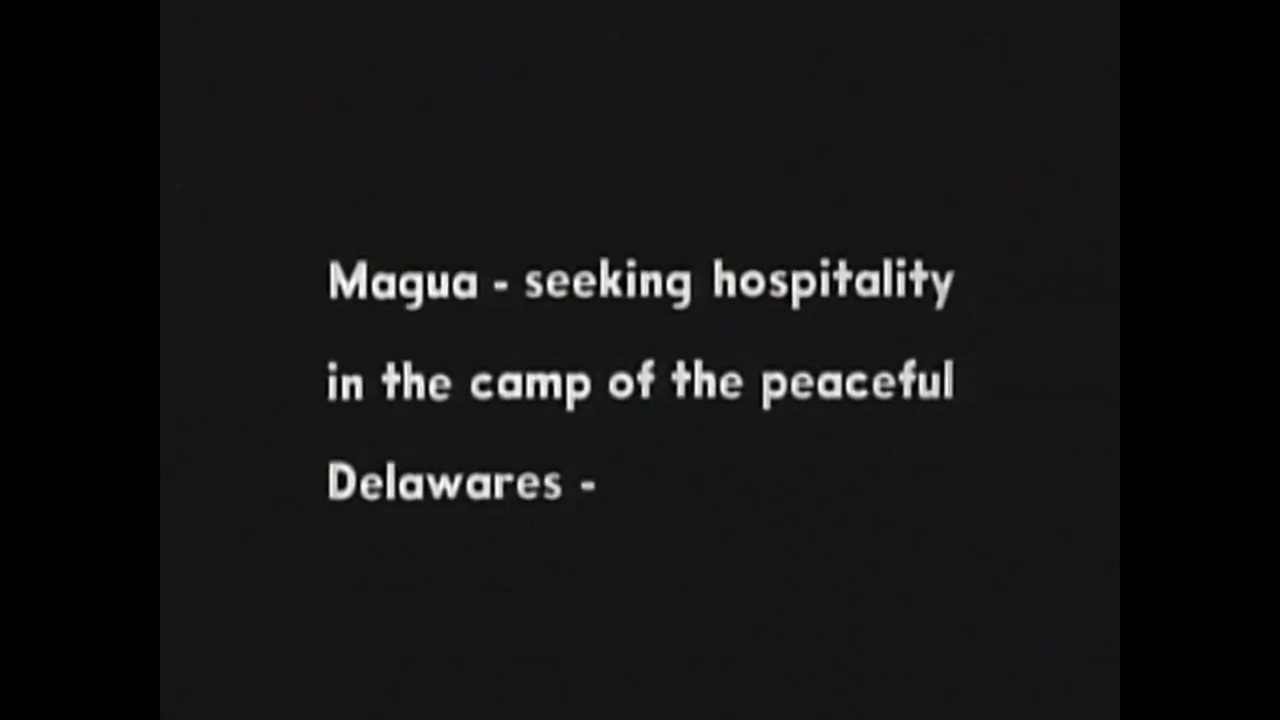 Magua - seeking hospitality
in the camp of the peaceful
Delawares -